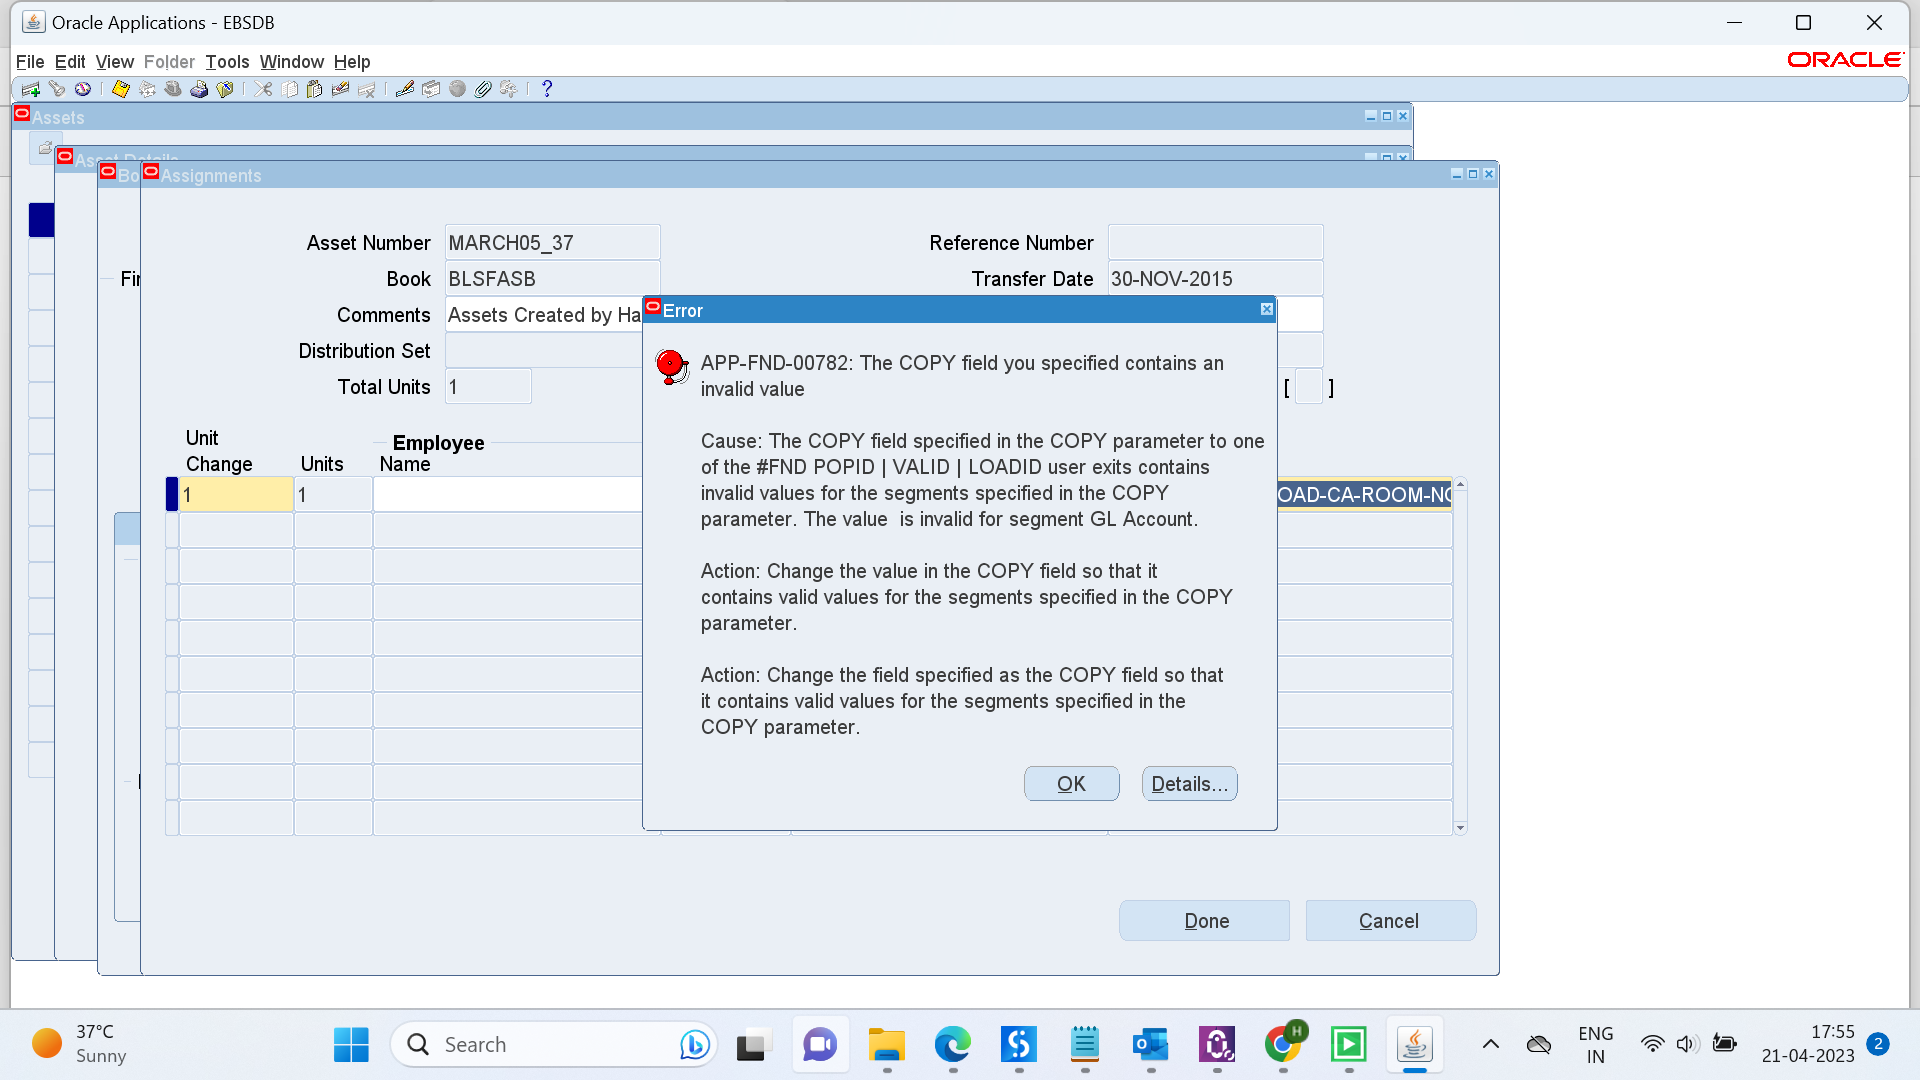 Oracle Applications - EBSDB
File Edit View Folder Tools Window Help
ORACLE
Assets
Asset Details
Bo
Assignments
Asset Number MARCH05_37 Reference Number
Fir
Book BLSFASB Transfer Date 30-NOV-2015
Comments Assets Created by Ha
Distribution Set
Total Units 1 [ ]
Error
APP-FND-00782: The COPY field you specified contains an
invalid value
Cause: The COPY field specified in the COPY parameter to one
of the #FND POPID | VALID | LOADID user exits contains
invalid values for the segments specified in the COPY
parameter. The value  is invalid for segment GL Account.
Action: Change the value in the COPY field so that it
contains valid values for the segments specified in the COPY
parameter.
Action: Change the field specified as the COPY field so that
it contains valid values for the segments specified in the
COPY parameter.
OK Details...
Unit Employee
Change Units Name
1 1 OAD-CA-ROOM-NO
Done Cancel
37°C
Sunny
Search
H
ENG
IN
17:55
21-04-2023
2